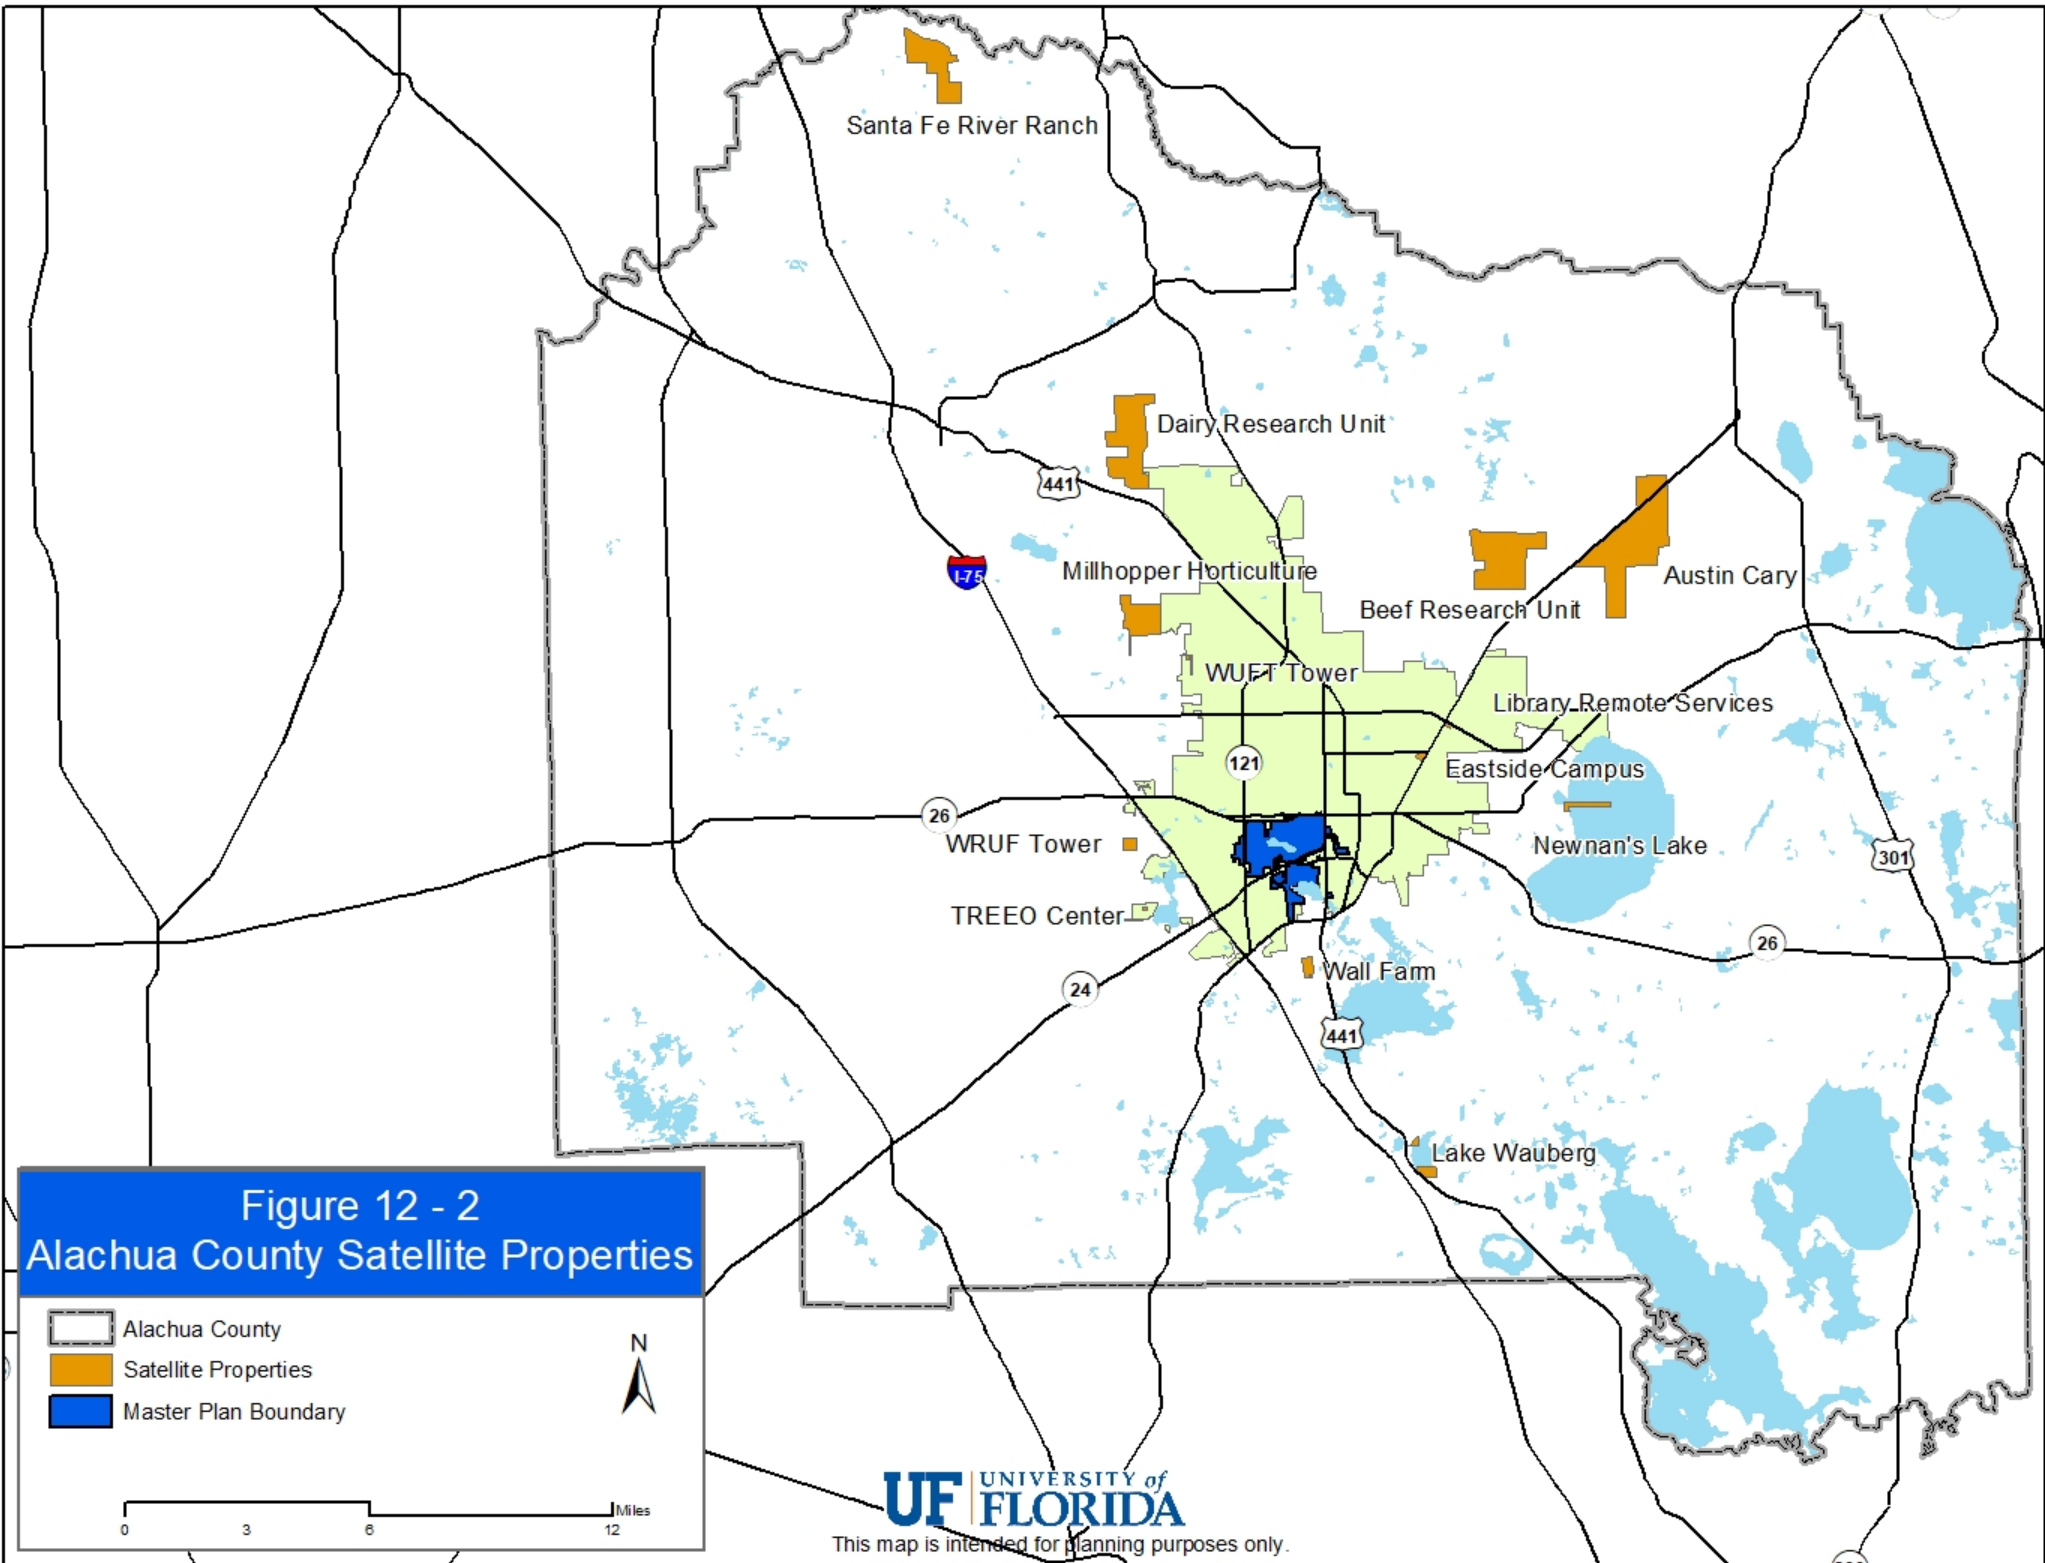 Santa Fe River Ranch
Dairy Research Unit
441
I-75
Millhopper Horticulture
Austin Cary
Beef Research Unit
WUFT Tower
Library Remote Services
121
Eastside Campus
26
WRUF Tower
Newnan's Lake
301
TREEO Center
26
Wall Farm
24
441
Lake Wauberg
Figure 12 - 2
Alachua County Satellite Properties
Alachua County
Satellite Properties
Master Plan Boundary
N
Miles
0 3 6 12
UF UNIVERSITY of
FLORIDA
This map is intended for planning purposes only.